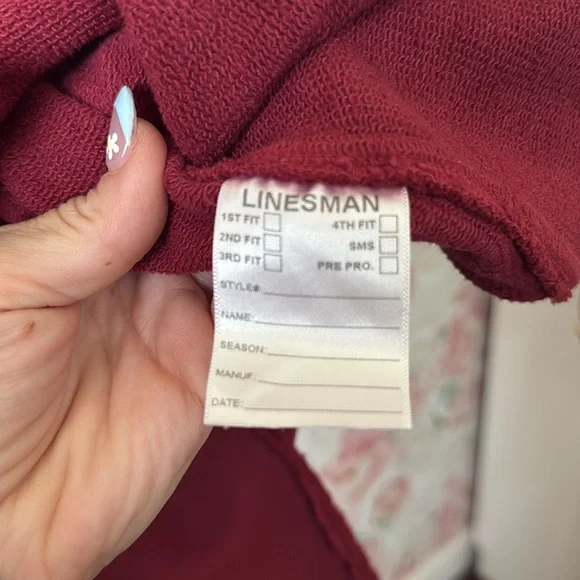 LINESMAN
1ST FIT 4TH FIT
2ND FIT SMS
3RD FIT PRE PRO.
STYLE#:
NAME:
SEASON:
MANUF:
DATE: